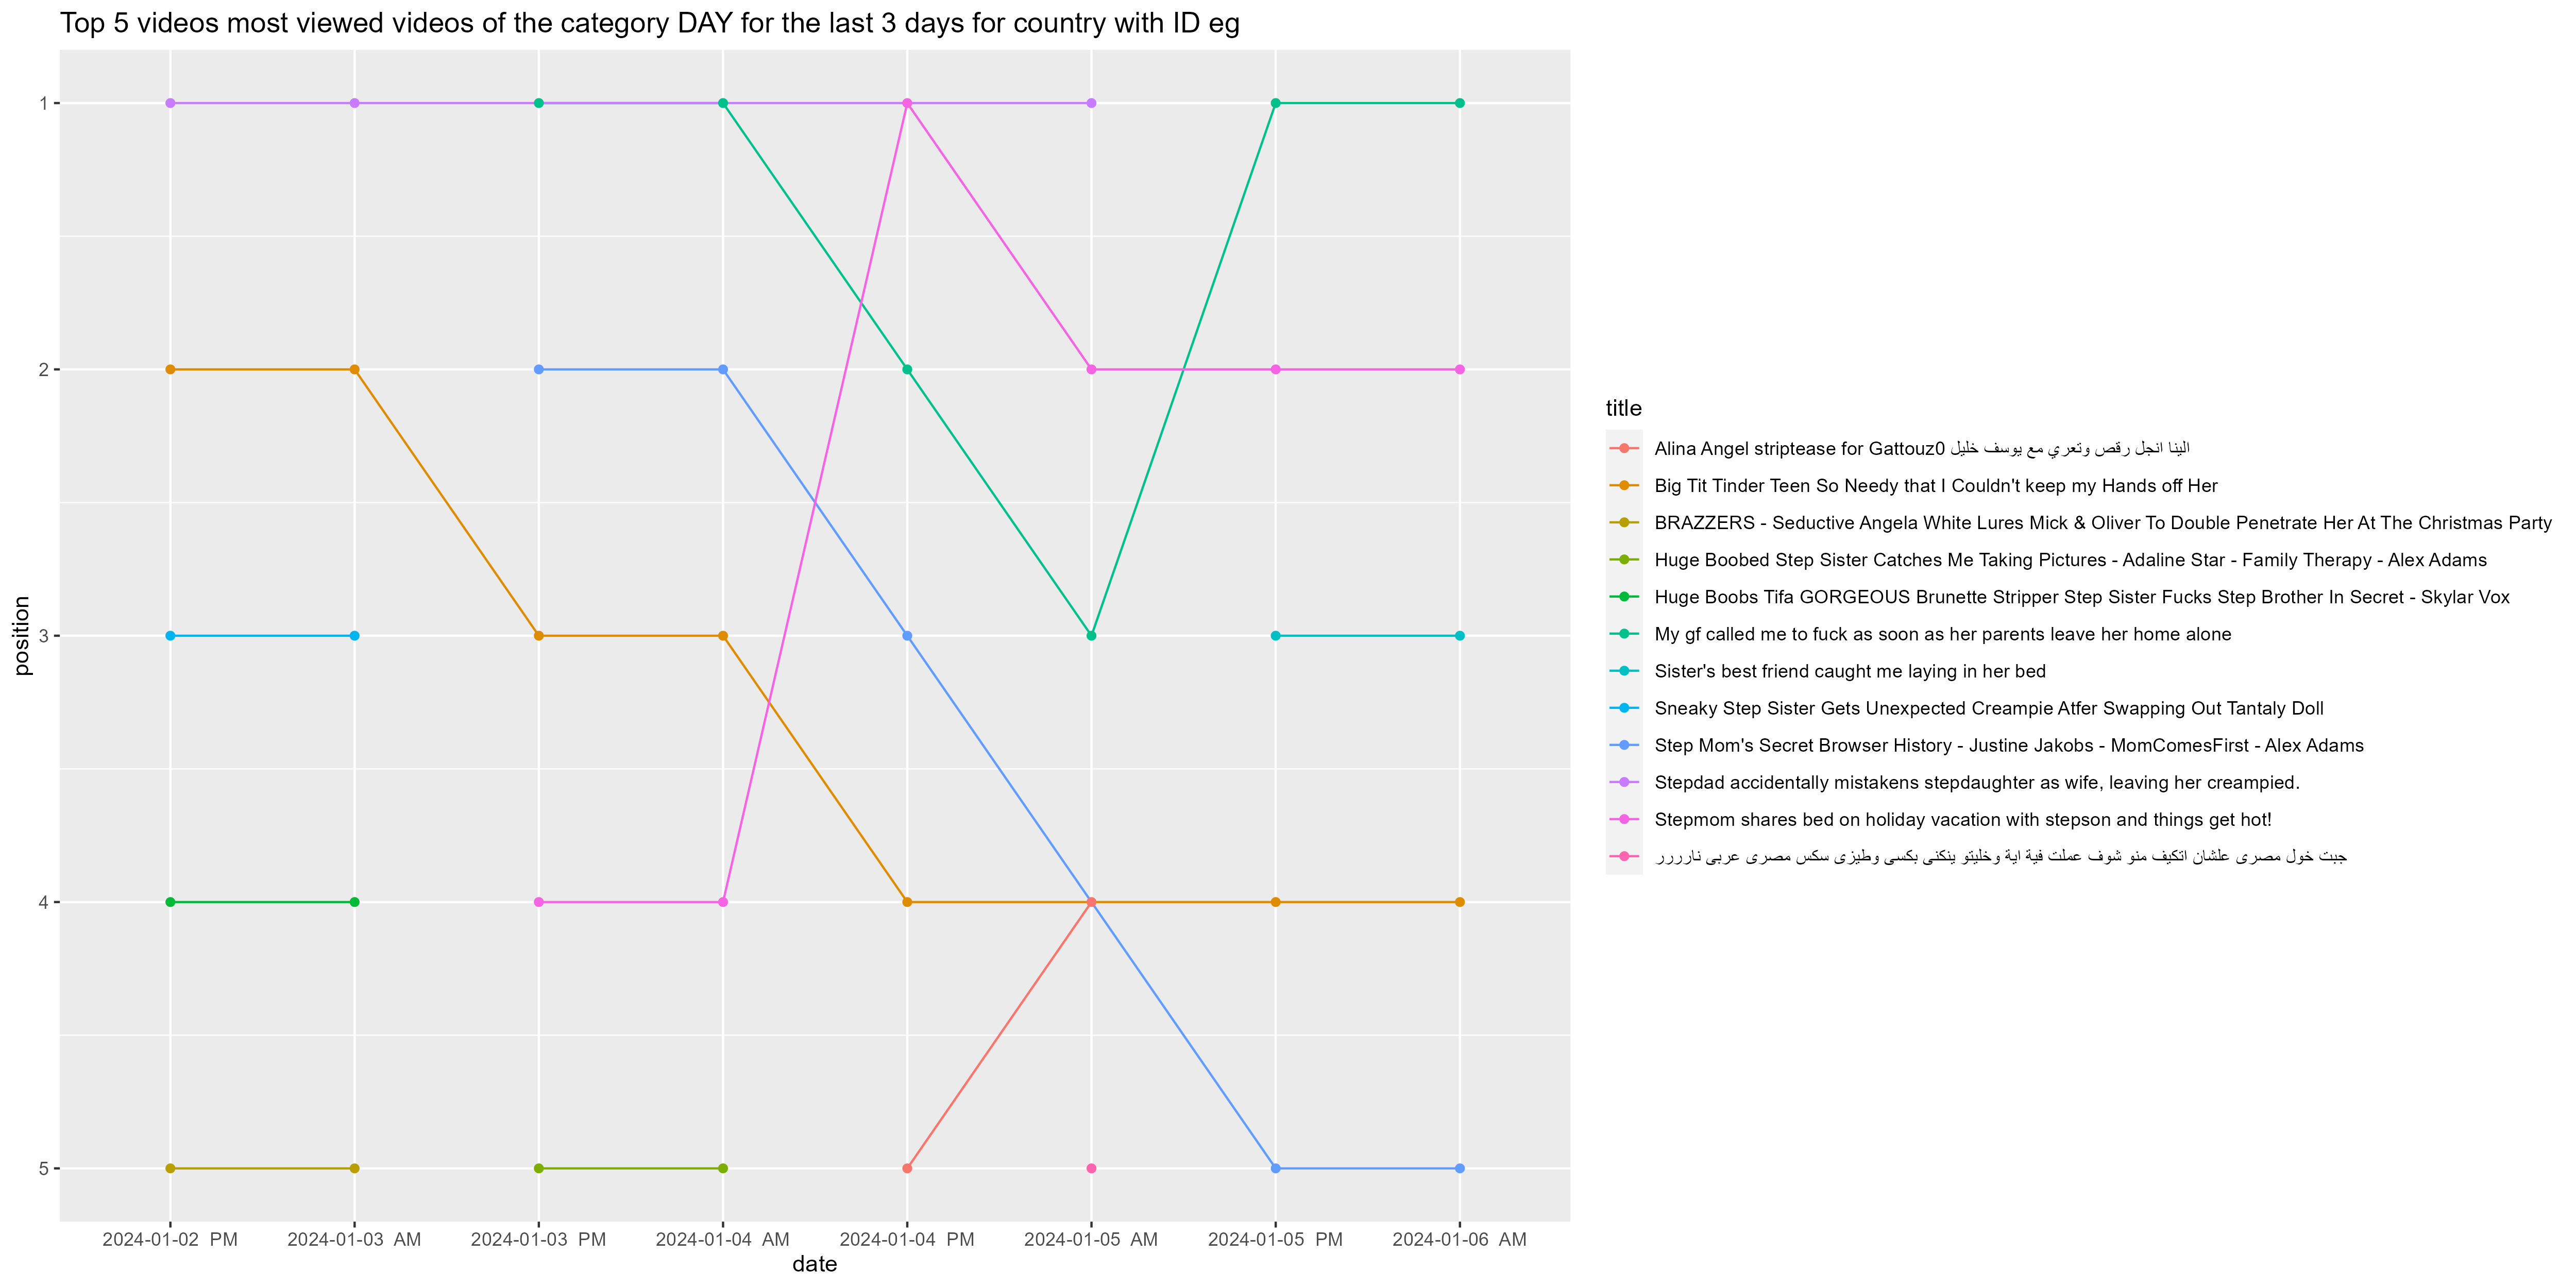 Top 5 videos most viewed videos of the category DAY for the last 3 days for country with ID eg
position
1
2
3
4
5
2024-01-02 PM
2024-01-03 AM
2024-01-03 PM
2024-01-04 AM
2024-01-04 PM
2024-01-05 AM
2024-01-05 PM
2024-01-06 AM
date
title
Alina Angel striptease for Gattouz0 الينا انجل رقص وتعري مع يوسف خليل
Big Tit Tinder Teen So Needy that I Couldn't keep my Hands off Her
BRAZZERS - Seductive Angela White Lures Mick & Oliver To Double Penetrate Her At The Christmas Party
Huge Boobed Step Sister Catches Me Taking Pictures - Adaline Star - Family Therapy - Alex Adams
Huge Boobs Tifa GORGEOUS Brunette Stripper Step Sister Fucks Step Brother In Secret - Skylar Vox
My gf called me to fuck as soon as her parents leave her home alone
Sister's best friend caught me laying in her bed
Sneaky Step Sister Gets Unexpected Creampie Atfer Swapping Out Tantaly Doll
Step Mom's Secret Browser History - Justine Jakobs - MomComesFirst - Alex Adams
Stepdad accidentally mistakens stepdaughter as wife, leaving her creampied.
Stepmom shares bed on holiday vacation with stepson and things get hot!
جبت خول مصرى علشان اتكيف منو شوف عملت فية اية وخليتو ينكنى بكسى وطيزى سكس مصرى عربى نارررر